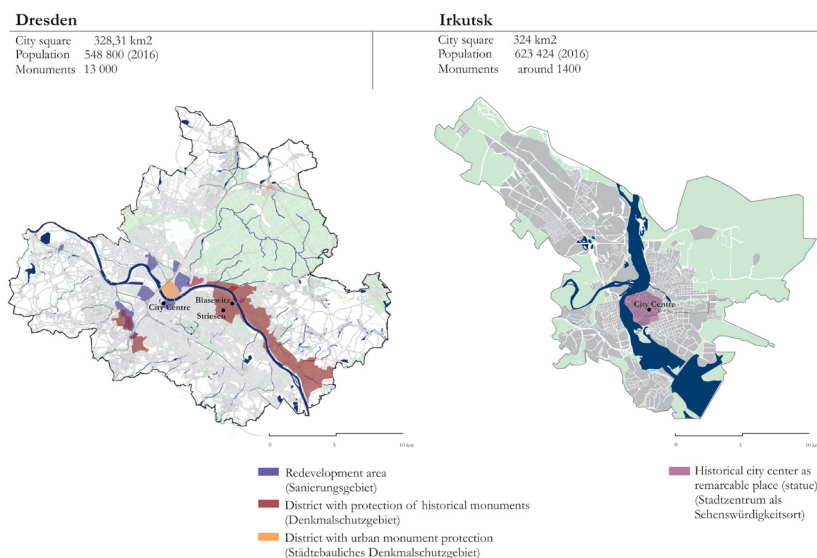 Dresden
City square 328,31 km2
Population 548 800 (2016)
Monuments 13 000
Irkutsk
City square 324 km2
Population 623 424 (2016)
Monuments around 1400
Blasewitz
City Centre
Striesen
City Centre
0 5 10 km
0 5 10 km
Redevelopment area
(Sanierungsgebiet)
District with protection of historical monuments
(Denkmalschutzgebiet)
District with urban monument protection
(Städtebauliches Denkmalschutzgebiet)
Historical city center as
remarcable place (statue)
(Stadtzentrum als
Sehenswürdigkeitsort)